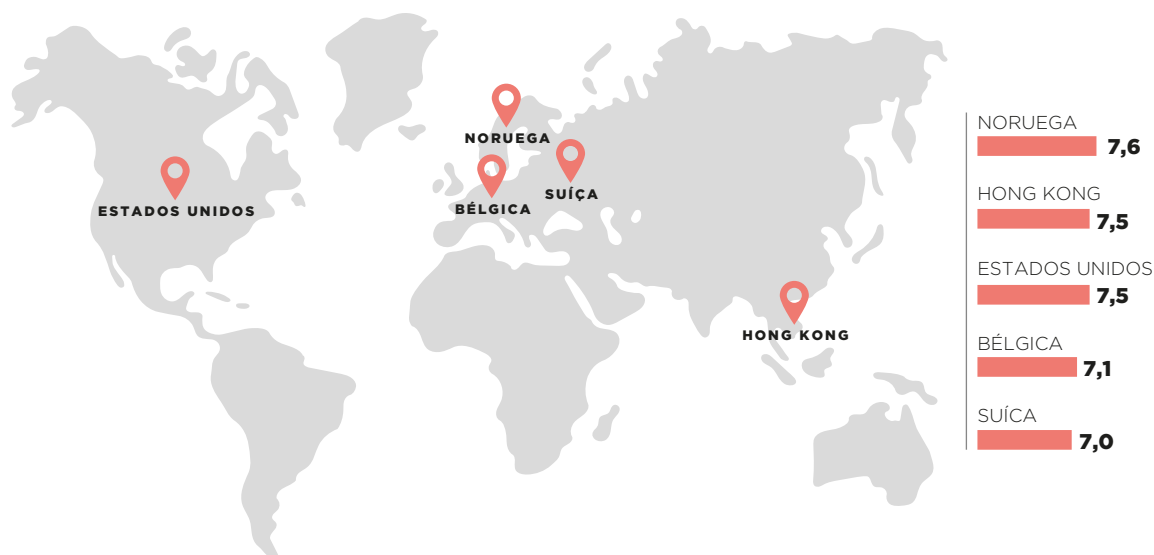 NORUEGA
SUÍÇA
BÉLGICA
ESTADOS UNIDOS
HONG KONG
NORUEGA
7,6
HONG KONG
7,5
ESTADOS UNIDOS
7,5
BÉLGICA
7,1
SUÍCA
7,0